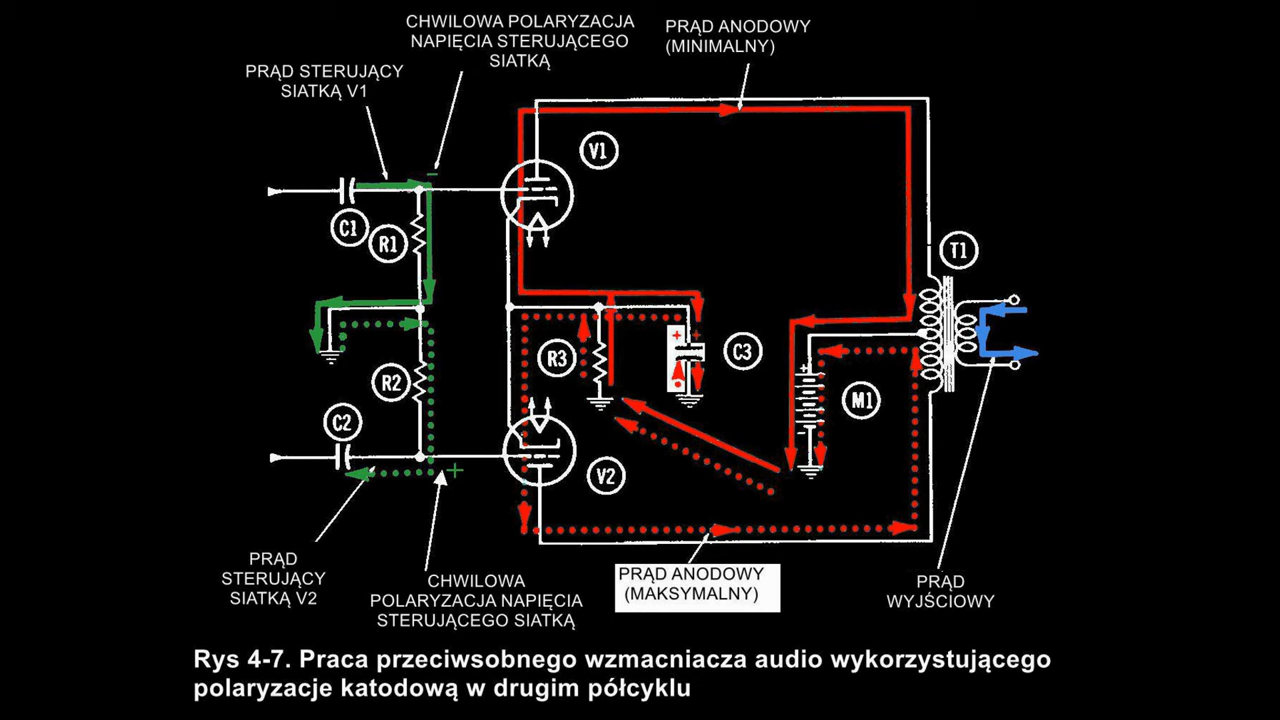 CHWILOWA POLARYZACJA
NAPIĘCIA STERUJĄCEGO
SIATKĄ
PRĄD ANODOWY
(MINIMALNY)
PRĄD STERUJĄCY
SIATKĄ V1
V1
C1
R1
T1
R3
C3
R2
M1
C2
V2
PRĄD
STERUJĄCY
SIATKĄ V2
CHWILOWA
POLARYZACJA NAPIĘCIA
STERUJĄCEGO SIATKĄ
PRĄD ANODOWY
(MAKSYMALNY)
PRĄD
WYJŚCIOWY
Rys 4-7. Praca przeciwsobnego wzmacniacza audio wykorzystującego
polaryzacje katodową w drugim półcyklu